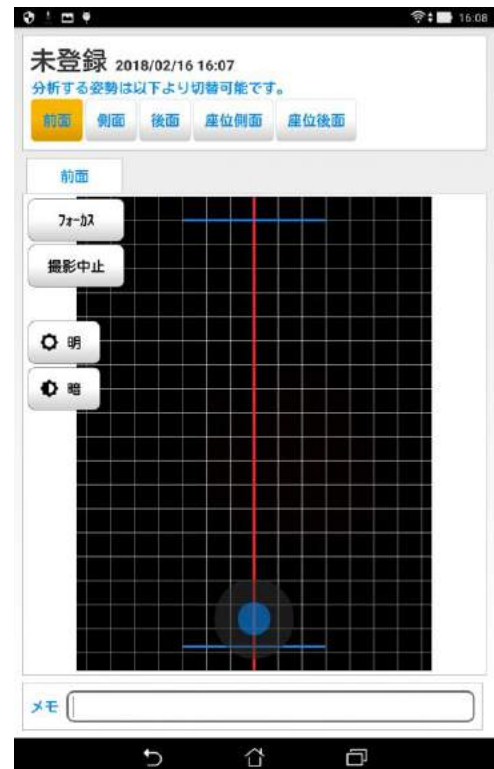 16:08
未登録 2018/02/16 16:07
分析する姿勢は以下より切替可能です。
前面 側面 後面 座位側面 座位後面
前面
フォーカス
撮影中止
明
暗
メモ